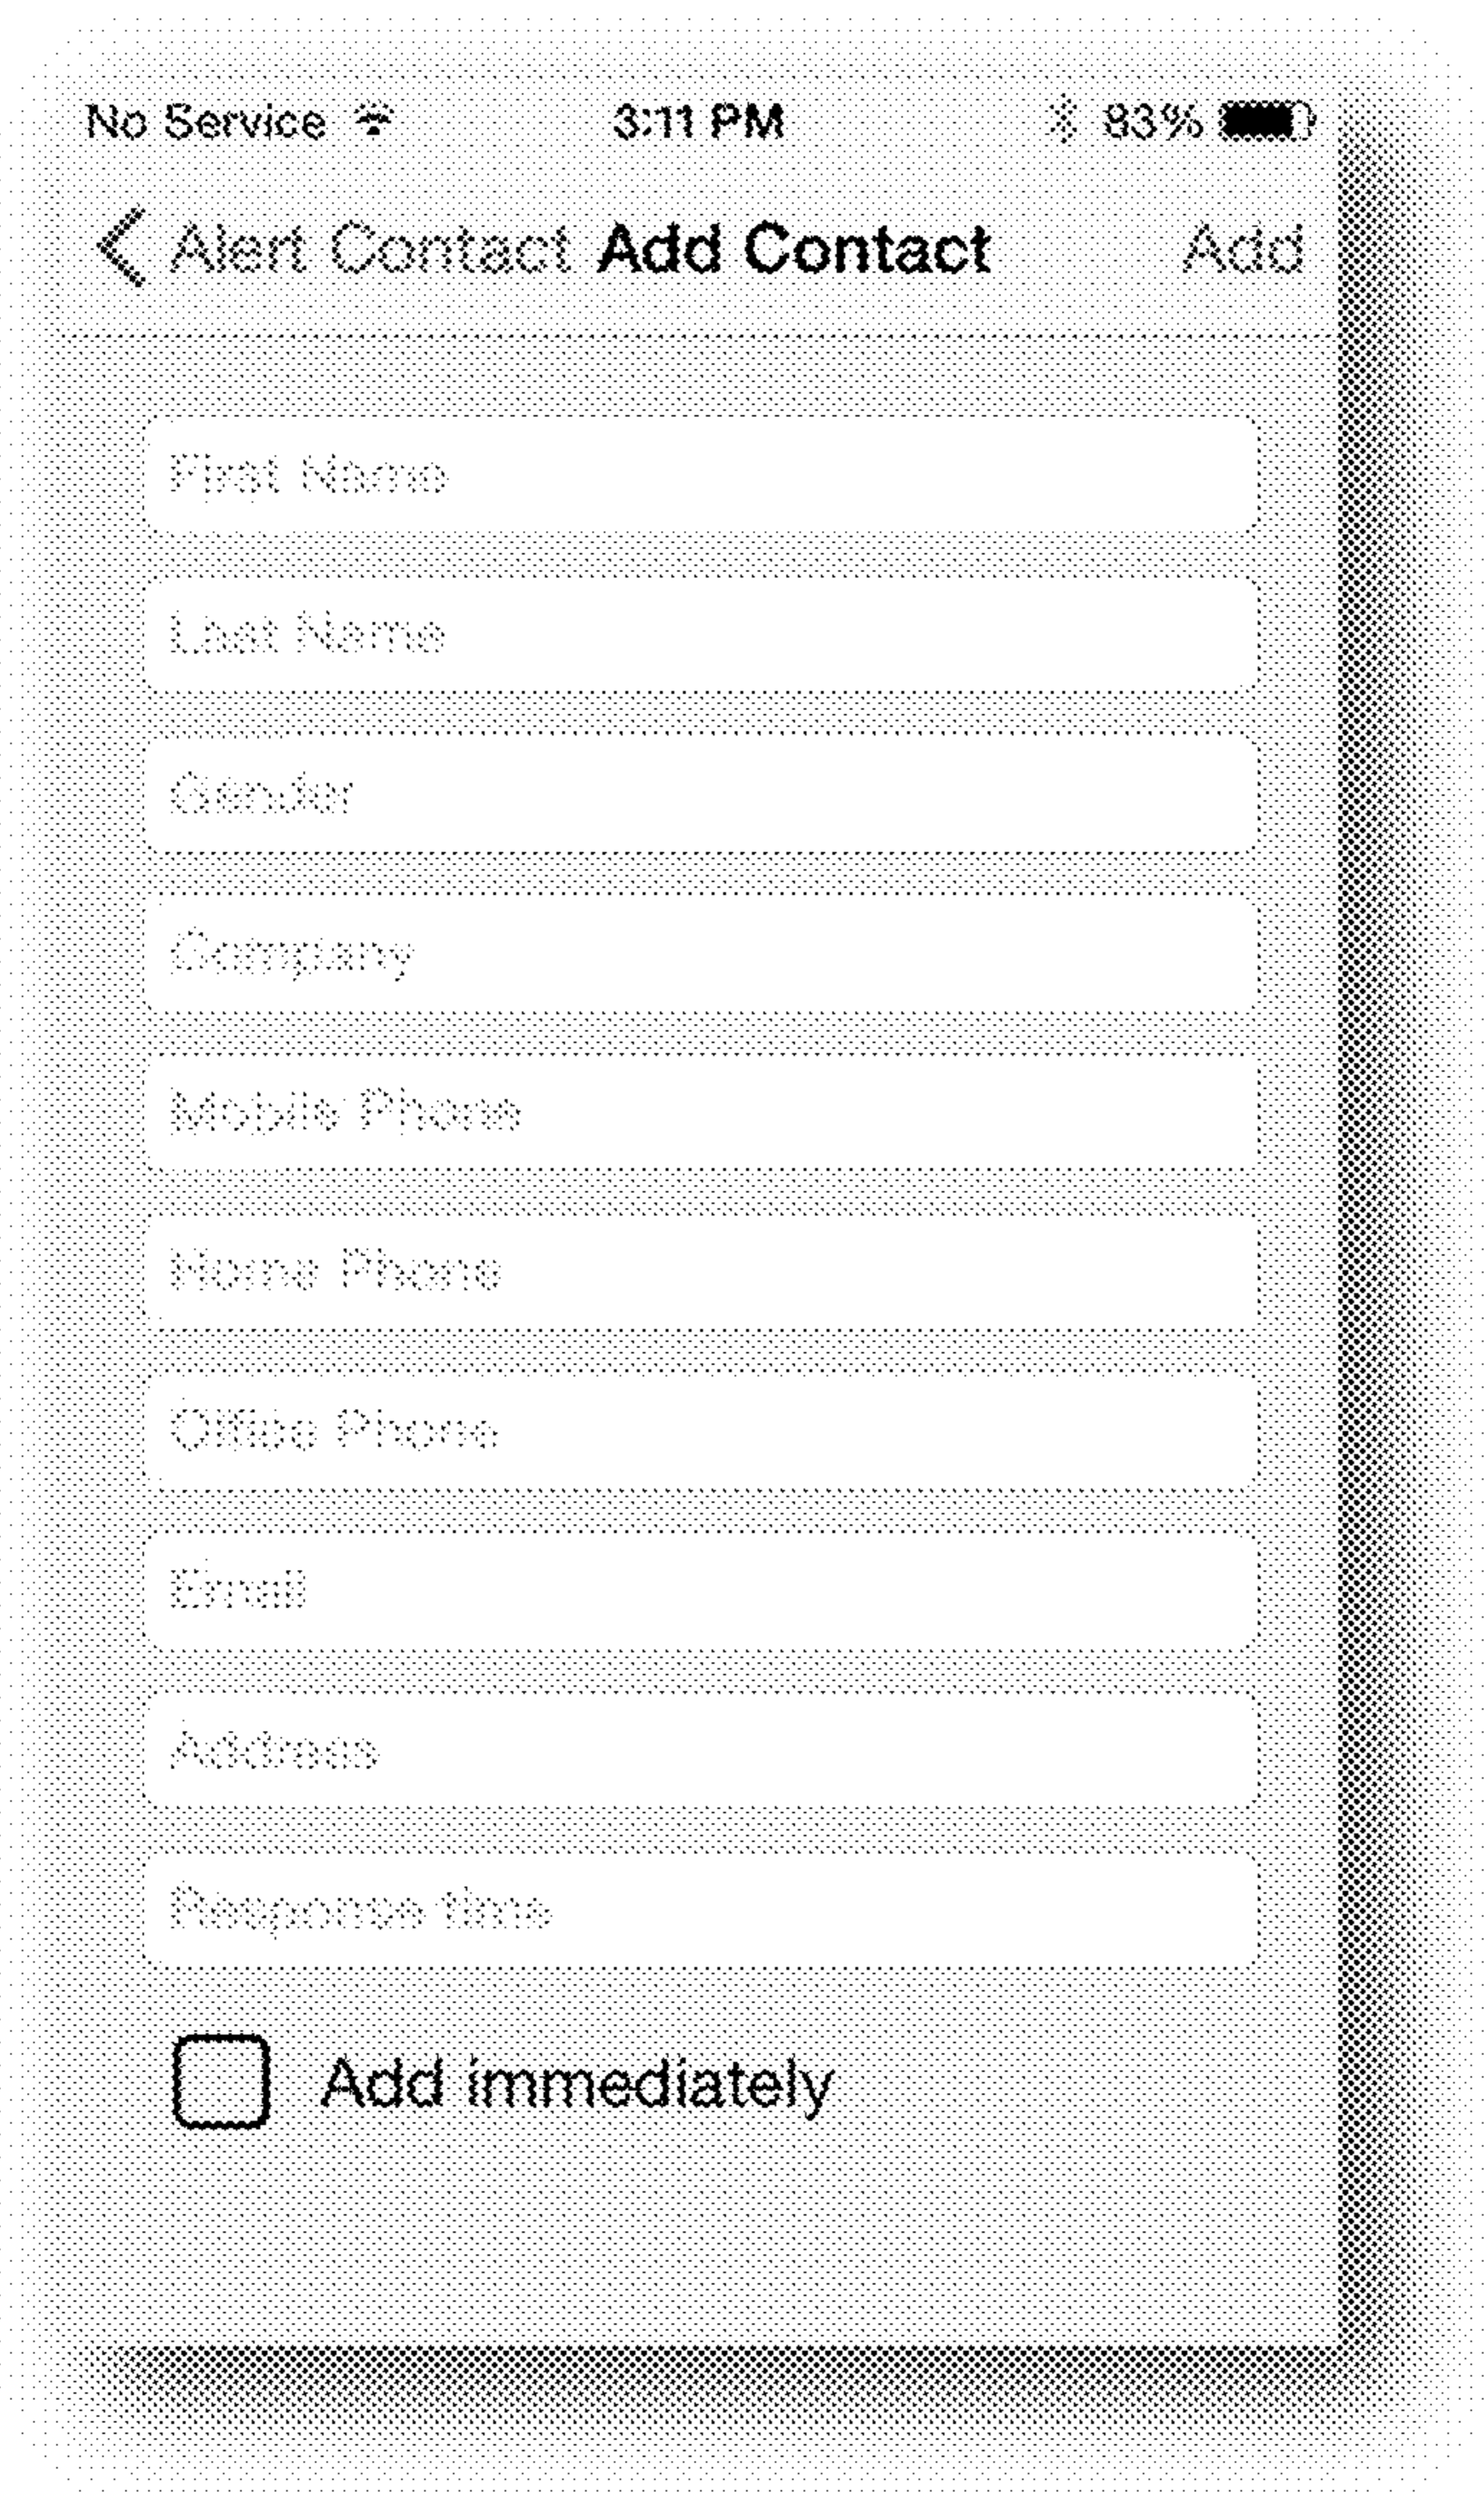 No Service 3:11 PM 83%
Alert Contact Add Contact Add
First Name
Last Name
Gender
Company
Mobile Phone
Home Phone
Office Phone
Email
Address
Response time
Add immediately